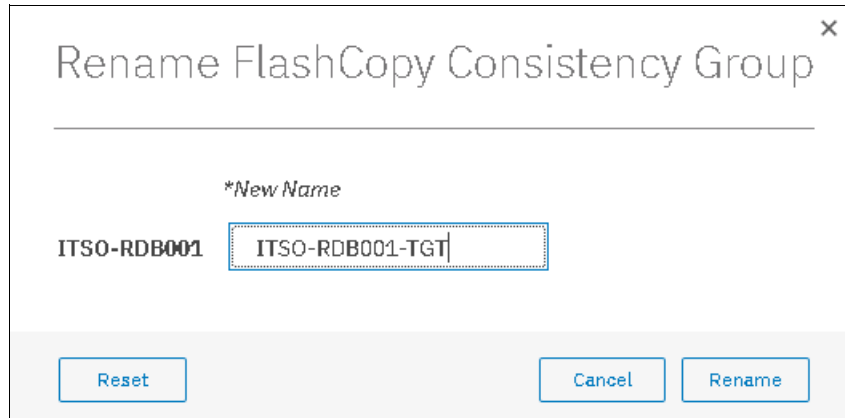 Rename FlashCopy Consistency Group
*New Name
ITSO-RDB001 ITSO-RDB001-TGT
Reset Cancel Rename